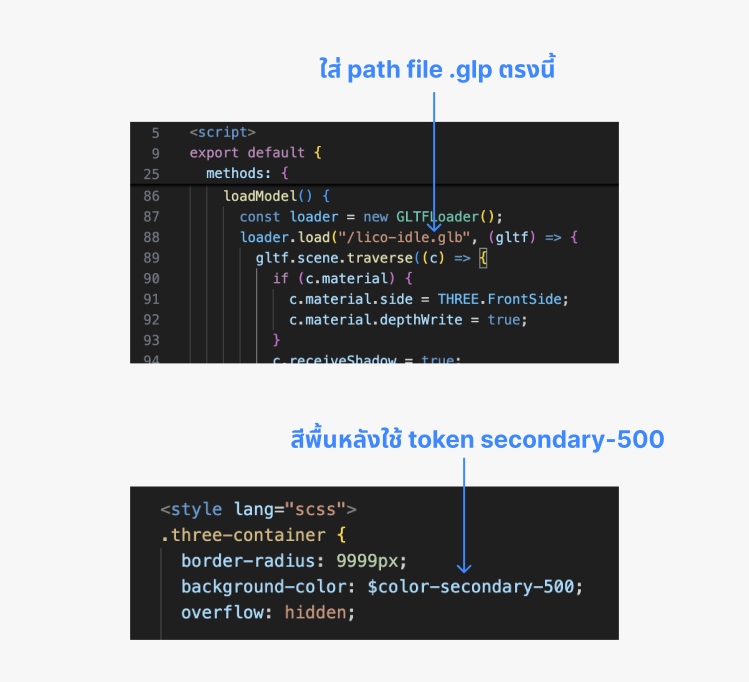 ใส่ path file .glp ตรงนี้
5 <script>
9 export default {
25 methods: {
86 loadModel() {
87 const loader = new GLTFLoader();
88 loader.load("/lico-idle.glb", (gltf) => {
89 gltf.scene.traverse((c) => {
90 if (c.material) {
91 c.material.side = THREE.FrontSide;
92 c.material.depthWrite = true;
93 }
94 c.receiveShadow = true;
สีพื้นหลังใช้ token secondary-500
<style lang="scss">
.three-container {
border-radius: 9999px;
background-color: $color-secondary-500;
overflow: hidden;